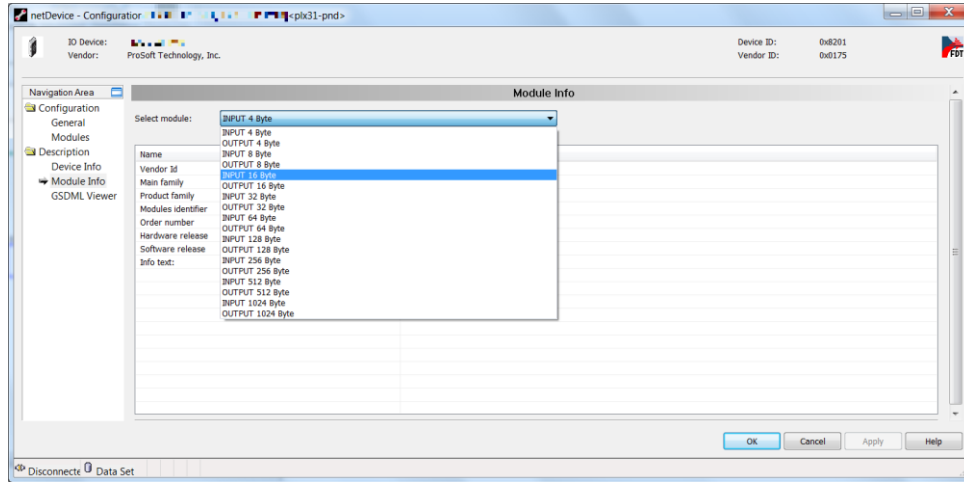 netDevice - Configuration <plx31-pnd>
IO Device:
Vendor: ProSoft Technology, Inc.
Device ID: 0x8201
Vendor ID: 0x0175
FDT
Navigation Area
Configuration
General
Modules
Description
Device Info
Module Info
GSDML Viewer
Module Info
Select module: INPUT 4 Byte
INPUT 4 Byte
OUTPUT 4 Byte
INPUT 8 Byte
OUTPUT 8 Byte
INPUT 16 Byte
OUTPUT 16 Byte
INPUT 32 Byte
OUTPUT 32 Byte
INPUT 64 Byte
OUTPUT 64 Byte
INPUT 128 Byte
OUTPUT 128 Byte
INPUT 256 Byte
OUTPUT 256 Byte
INPUT 512 Byte
OUTPUT 512 Byte
INPUT 1024 Byte
OUTPUT 1024 Byte
Name
Vendor Id
Main family
Product family
Modules identifier
Order number
Hardware release
Software release
Info text:
OK Cancel Apply Help
Disconnecte Data Set